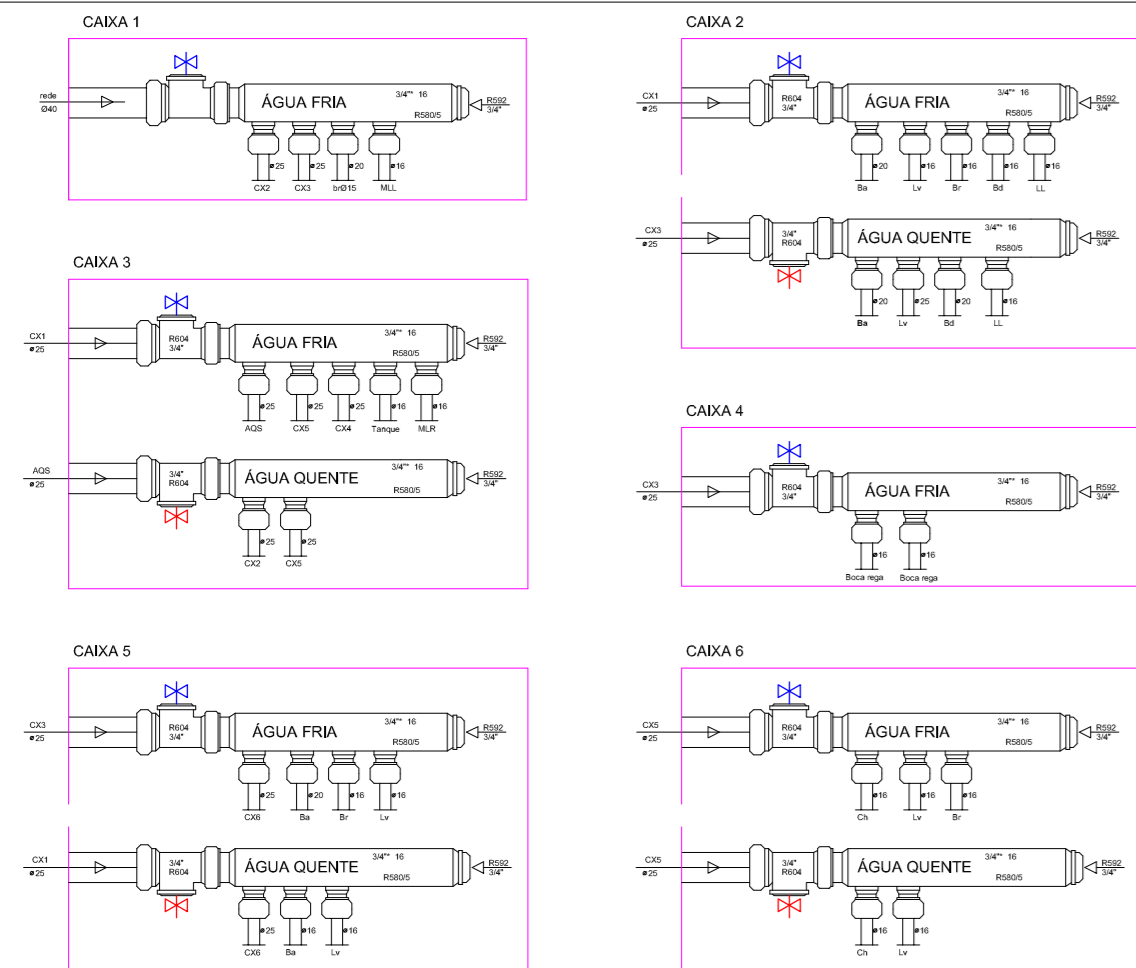 CAIXA 1
rede
Ø40
ÁGUA FRIA
3/4"* 16
R580/5
R592
3/4"
ø25
ø25
ø20
ø16
CX2
CX3
brØ15
MLL
CAIXA 2
CX1
ø25
R604
3/4"
ÁGUA FRIA
3/4"* 16
R580/5
R592
3/4"
ø20
ø16
ø16
ø16
ø16
Ba
Lv
Br
Bd
LL
CX3
ø25
3/4"
R604
ÁGUA QUENTE
3/4"* 16
R580/5
R592
3/4"
ø20
ø25
ø20
ø16
Ba
Lv
Bd
LL
CAIXA 3
CX1
ø25
R604
3/4"
ÁGUA FRIA
3/4"* 16
R580/5
R592
3/4"
ø25
ø25
ø25
ø16
ø16
AQS
CX5
CX4
Tanque
MLR
AQS
ø25
3/4"
R604
ÁGUA QUENTE
3/4"* 16
R580/5
R592
3/4"
ø25
ø25
CX2
CX5
CAIXA 4
CX3
ø25
R604
3/4"
ÁGUA FRIA
3/4"* 16
R580/5
R592
3/4"
ø16
ø16
Boca rega
Boca rega
CAIXA 5
CX3
ø25
R604
3/4"
ÁGUA FRIA
3/4"* 16
R580/5
R592
3/4"
ø25
ø20
ø16
ø16
CX6
Ba
Br
Lv
CX1
ø25
3/4"
R604
ÁGUA QUENTE
3/4"* 16
R580/5
R592
3/4"
ø25
ø16
ø16
CX6
Ba
Lv
CAIXA 6
CX5
ø25
R604
3/4"
ÁGUA FRIA
3/4"* 16
R580/5
R592
3/4"
ø16
ø16
ø16
Ch
Lv
Br
CX5
ø25
3/4"
R604
ÁGUA QUENTE
3/4"* 16
R580/5
R592
3/4"
ø16
ø16
Ch
Lv